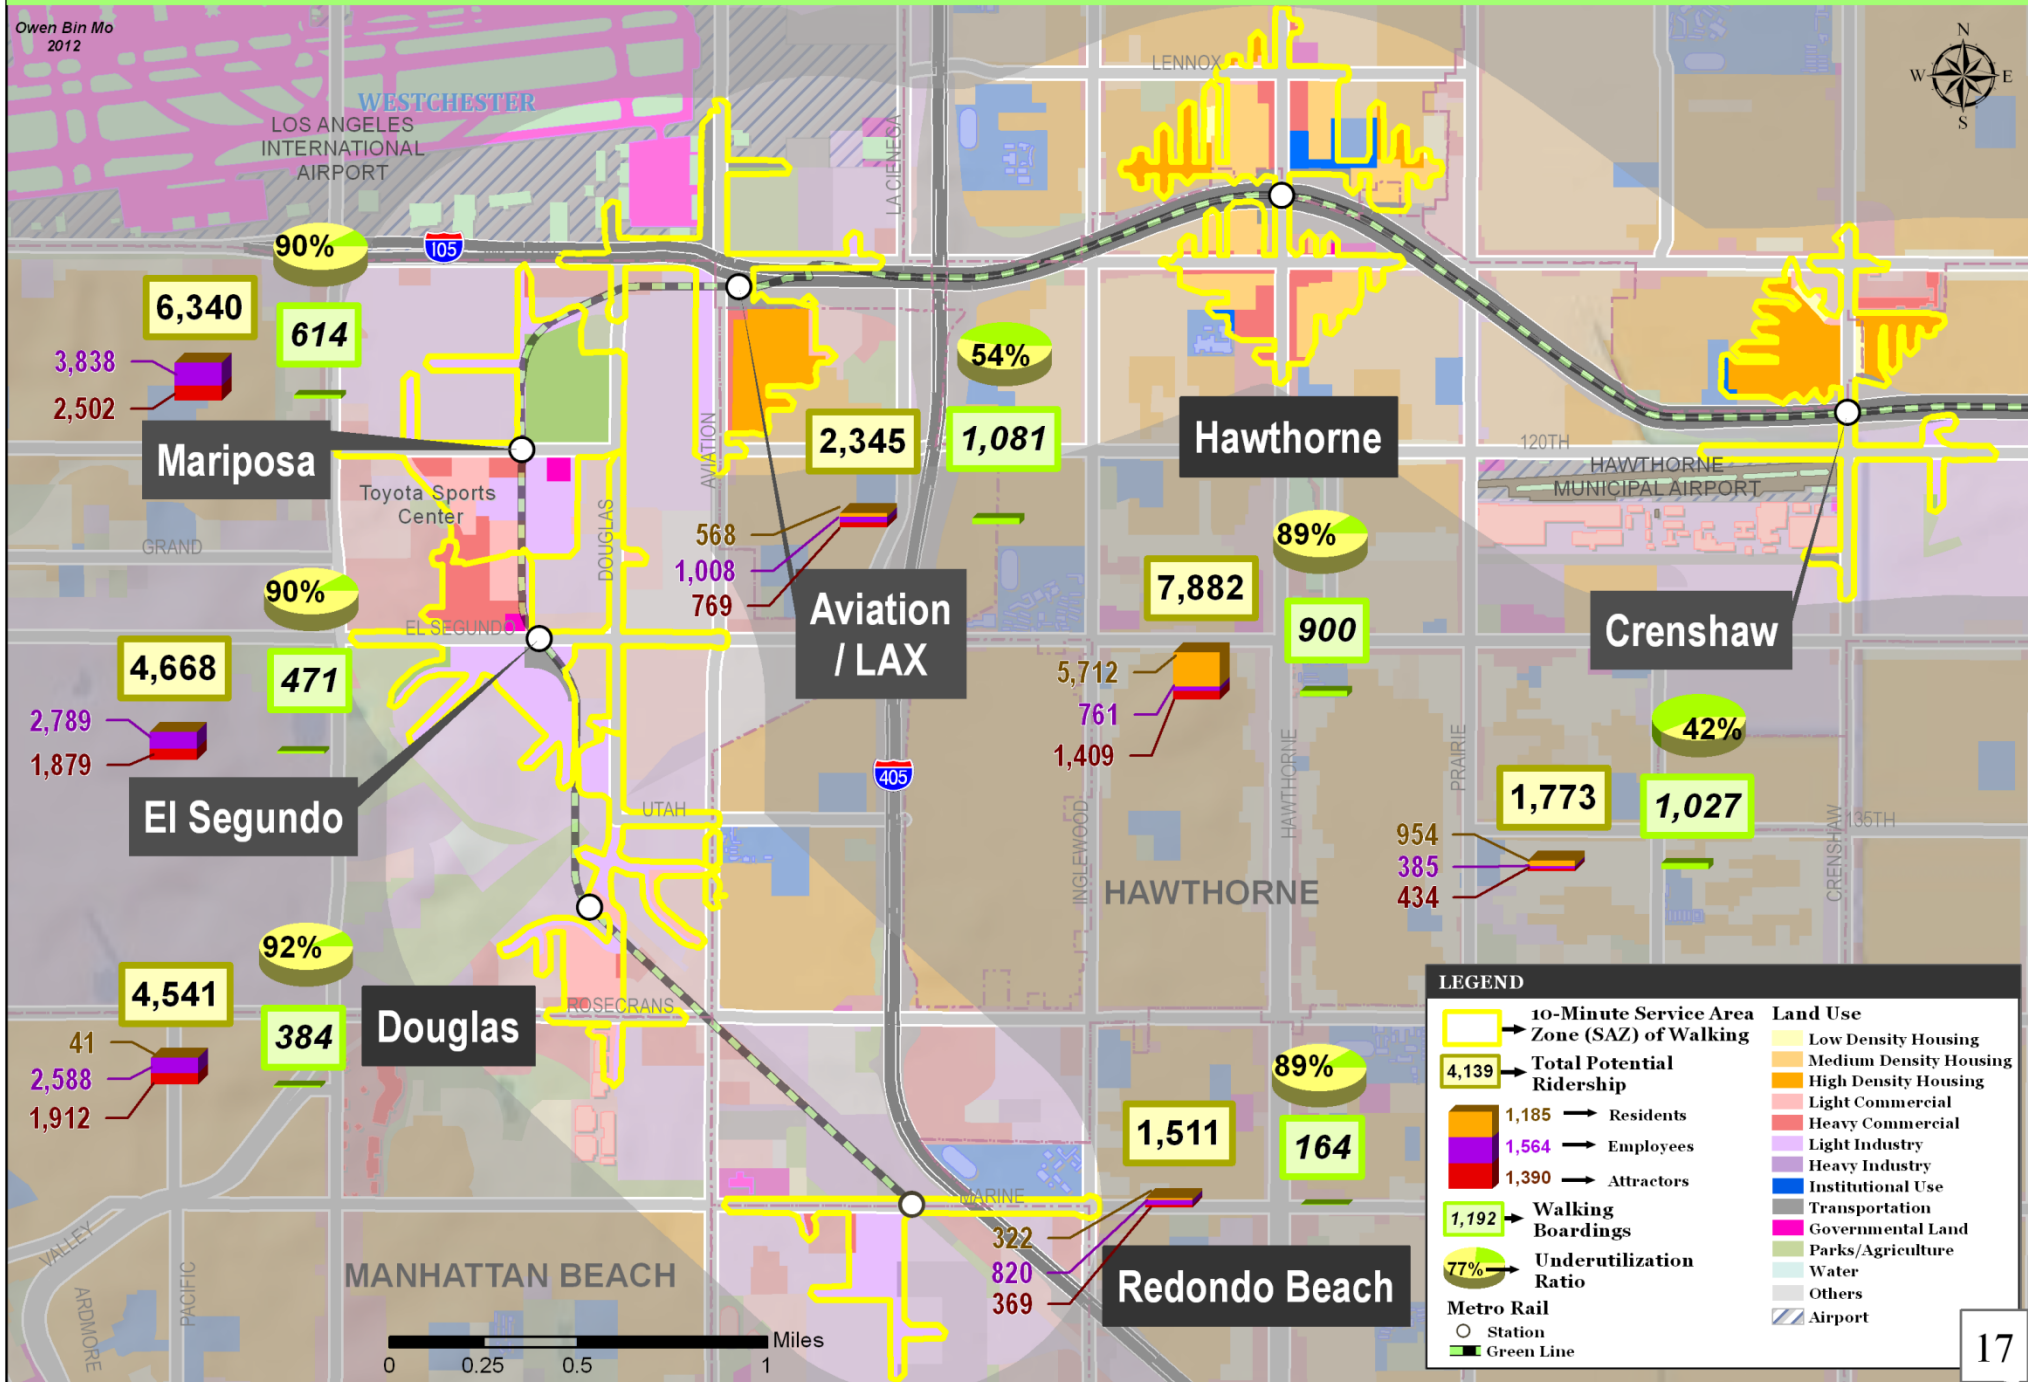 Owen Bin Mo
2012
WESTCHESTER
LOS ANGELES
INTERNATIONAL
AIRPORT
LENNOX
LA CIENEGA
N
W
E
S
105
90%
6,340
614
3,838
2,502
Mariposa
Toyota Sports
Center
GRAND
DOUGLAS
AVIATION
54%
2,345
1,081
568
1,008
769
Aviation
/ LAX
Hawthorne
89%
7,882
900
5,712
761
1,409
120TH
HAWTHORNE
MUNICIPAL AIRPORT
Crenshaw
42%
1,773
1,027
954
385
434
90%
EL SEGUNDO
4,668
471
2,789
1,879
El Segundo
UTAH
405
INGLEWOOD
HAWTHORNE
PRAIRIE
CRENSHAW
135TH
HAWTHORNE
92%
4,541
384
41
2,588
1,912
Douglas
ROSECRANS
89%
1,511
164
MARINE
322
820
369
Redondo Beach
VALLEY
ARDMORE
PACIFIC
MANHATTAN BEACH
Miles
0
0.25
0.5
1
LEGEND
10-Minute Service Area
Zone (SAZ) of Walking
4,139
Total Potential
Ridership
1,185
Residents
1,564
Employees
1,390
Attractors
1,192
Walking
Boardings
77%
Underutilization
Ratio
Metro Rail
Station
Green Line
Land Use
Low Density Housing
Medium Density Housing
High Density Housing
Light Commercial
Heavy Commercial
Light Industry
Heavy Industry
Institutional Use
Transportation
Governmental Land
Parks/Agriculture
Water
Others
Airport
17